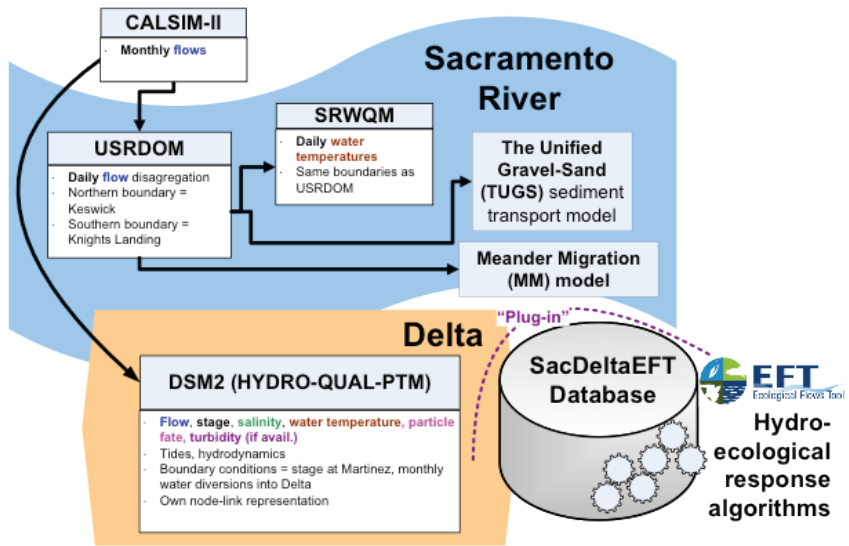 CALSIM-II
· Monthly flows
Sacramento
River
SRWQM
· Daily water
temperatures
· Same boundaries as
USRDOM
USRDOM
· Daily flow disagregation
· Northern boundary =
Keswick
· Southern boundary =
Knights Landing
The Unified
Gravel-Sand
(TUGS) sediment
transport model
Meander Migration
(MM) model
Delta
"Plug-in"
DSM2 (HYDRO-QUAL-PTM)
· Flow, stage, salinity, water temperature, particle
fate, turbidity (if avail.)
· Tides, hydrodynamics
· Boundary conditions = stage at Martinez, monthly
water diversions into Delta
· Own node-link representation
SacDeltaEFT
Database
EFT
Ecological Flows Tool
Hydro-
ecological
response
algorithms